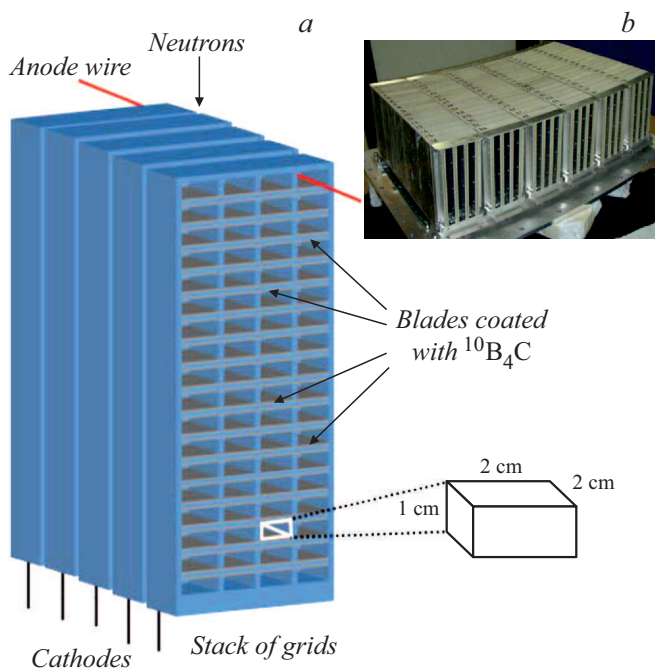 a
b
Neutrons
Anode wire
Blades coated
with ¹⁰B₄C
2 cm
2 cm
1 cm
Cathodes
Stack of grids